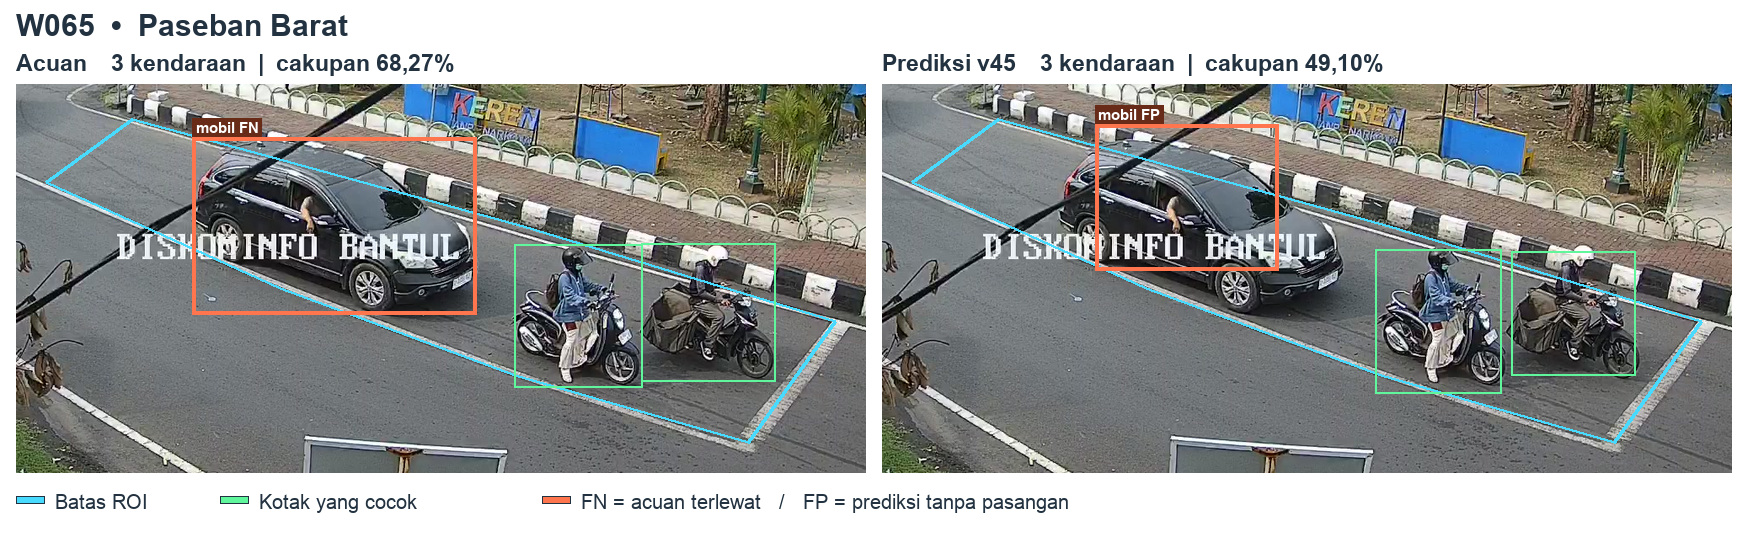 W065 • Paseban Barat
Acuan 3 kendaraan | cakupan 68,27%
Prediksi v45 3 kendaraan | cakupan 49,10%
mobil FN
KEREN
DISKOMINFO BANTUL
mobil FP
KEREN
DISKOMINFO BANTUL
Batas ROI
Kotak yang cocok
FN = acuan terlewat / FP = prediksi tanpa pasangan